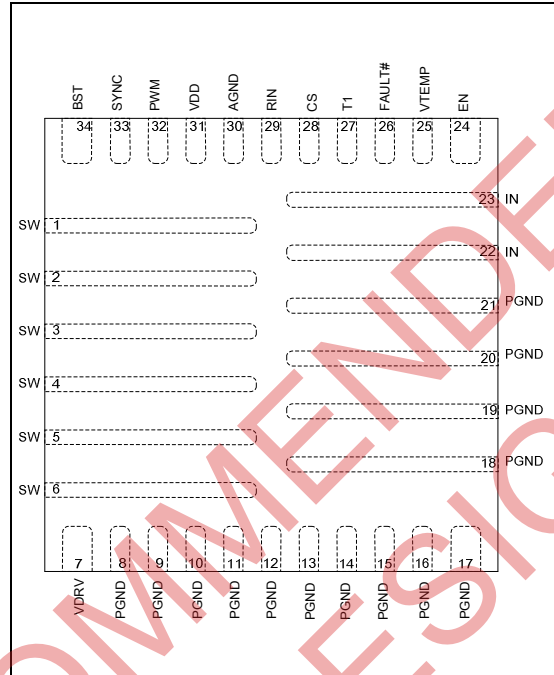 BST SYNC PWM VDD AGND RIN CS T1 FAULT# VTEMP EN
34 33 32 31 30 29 28 27 26 25 24
23 IN
SW 1
22 IN
SW 2
21 PGND
SW 3
20 PGND
SW 4
19 PGND
SW 5
18 PGND
SW 6
7 8 9 10 11 12 13 14 15 16 17
VDRV PGND PGND PGND PGND PGND PGND PGND PGND PGND PGND